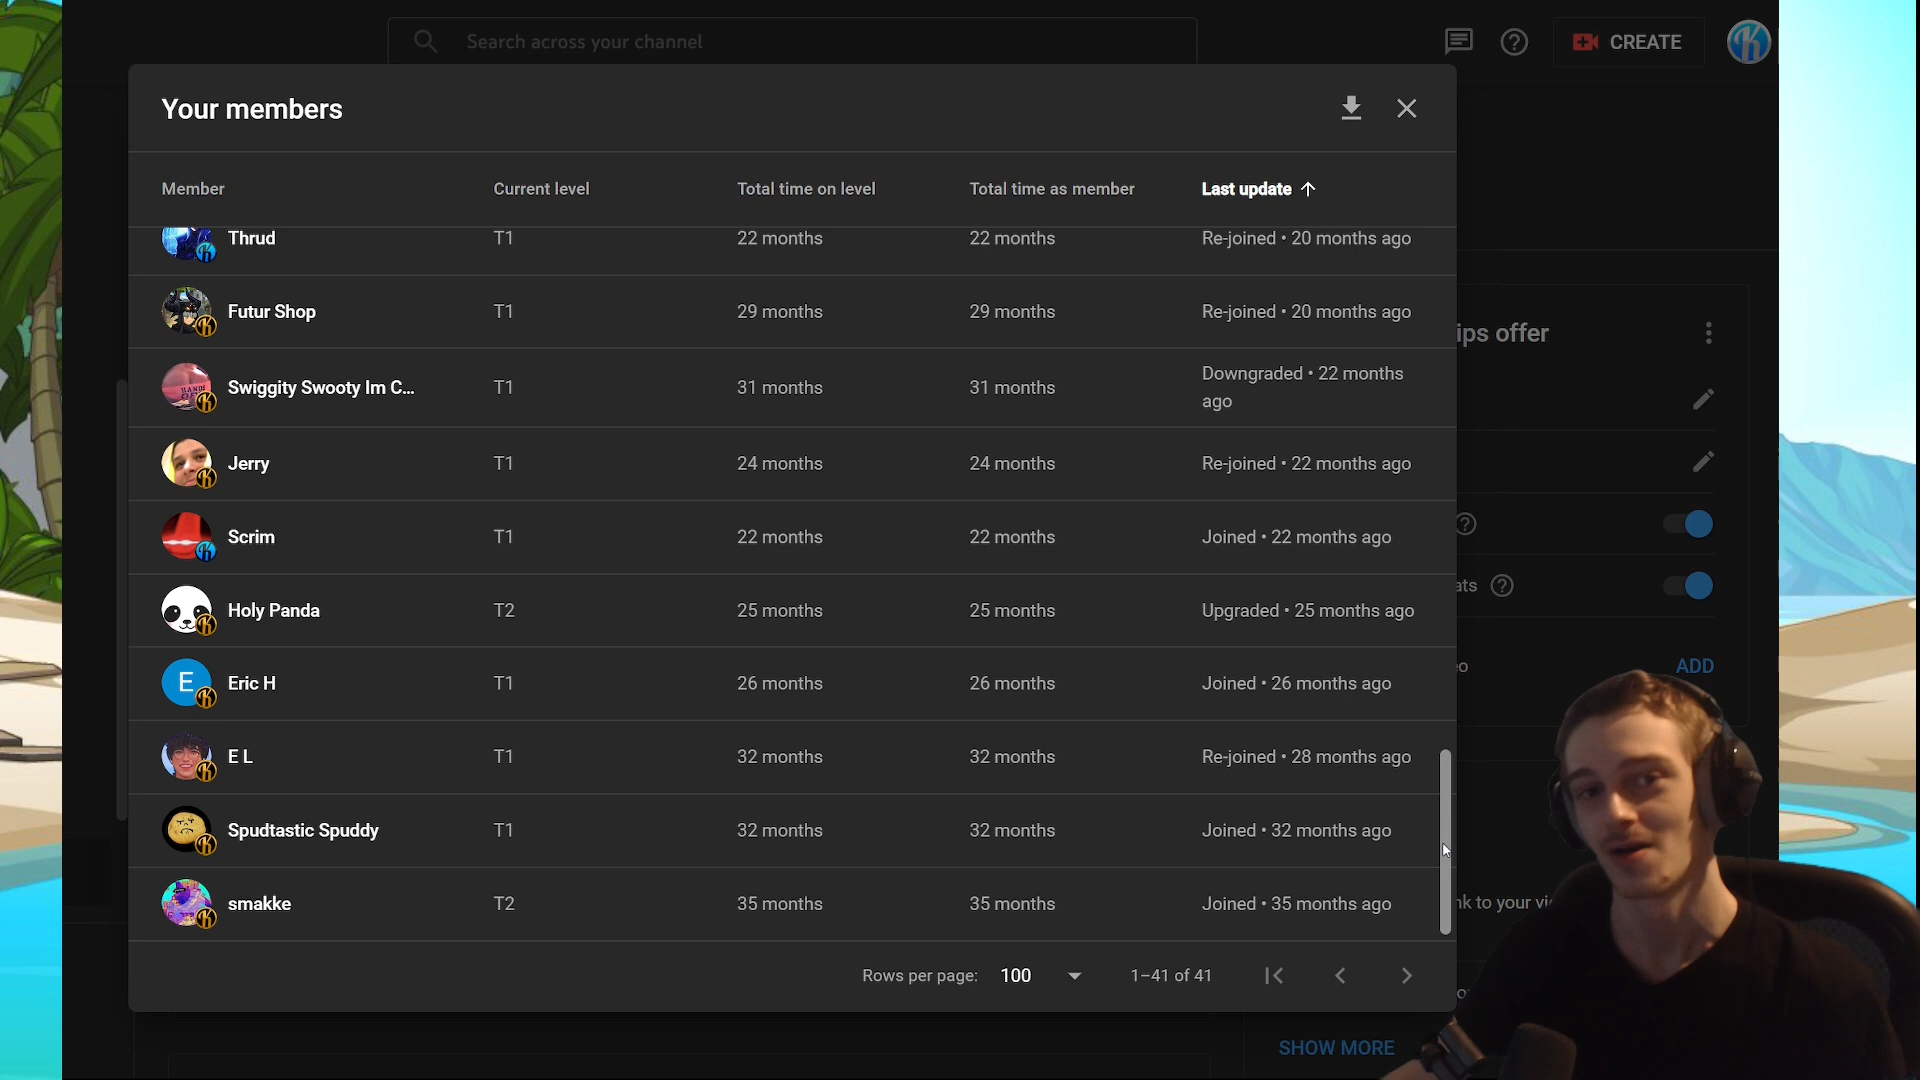 Search across your channel
CREATE
Your members
Member Current level Total time on level Total time as member Last update
Thrud T1 22 months 22 months Re-joined • 20 months ago
Futur Shop T1 29 months 29 months Re-joined • 20 months ago
Swiggity Swooty Im C... T1 31 months 31 months Downgraded • 22 months
ago
Jerry T1 24 months 24 months Re-joined • 22 months ago
Scrim T1 22 months 22 months Joined • 22 months ago
Holy Panda T2 25 months 25 months Upgraded • 25 months ago
E
Eric H T1 26 months 26 months Joined • 26 months ago
E L T1 32 months 32 months Re-joined • 28 months ago
Spudtastic Spuddy T1 32 months 32 months Joined • 32 months ago
smakke T2 35 months 35 months Joined • 35 months ago
Rows per page: 100 1–41 of 41
ips offer
ats
eo
ADD
nk to your vi
SHOW MORE